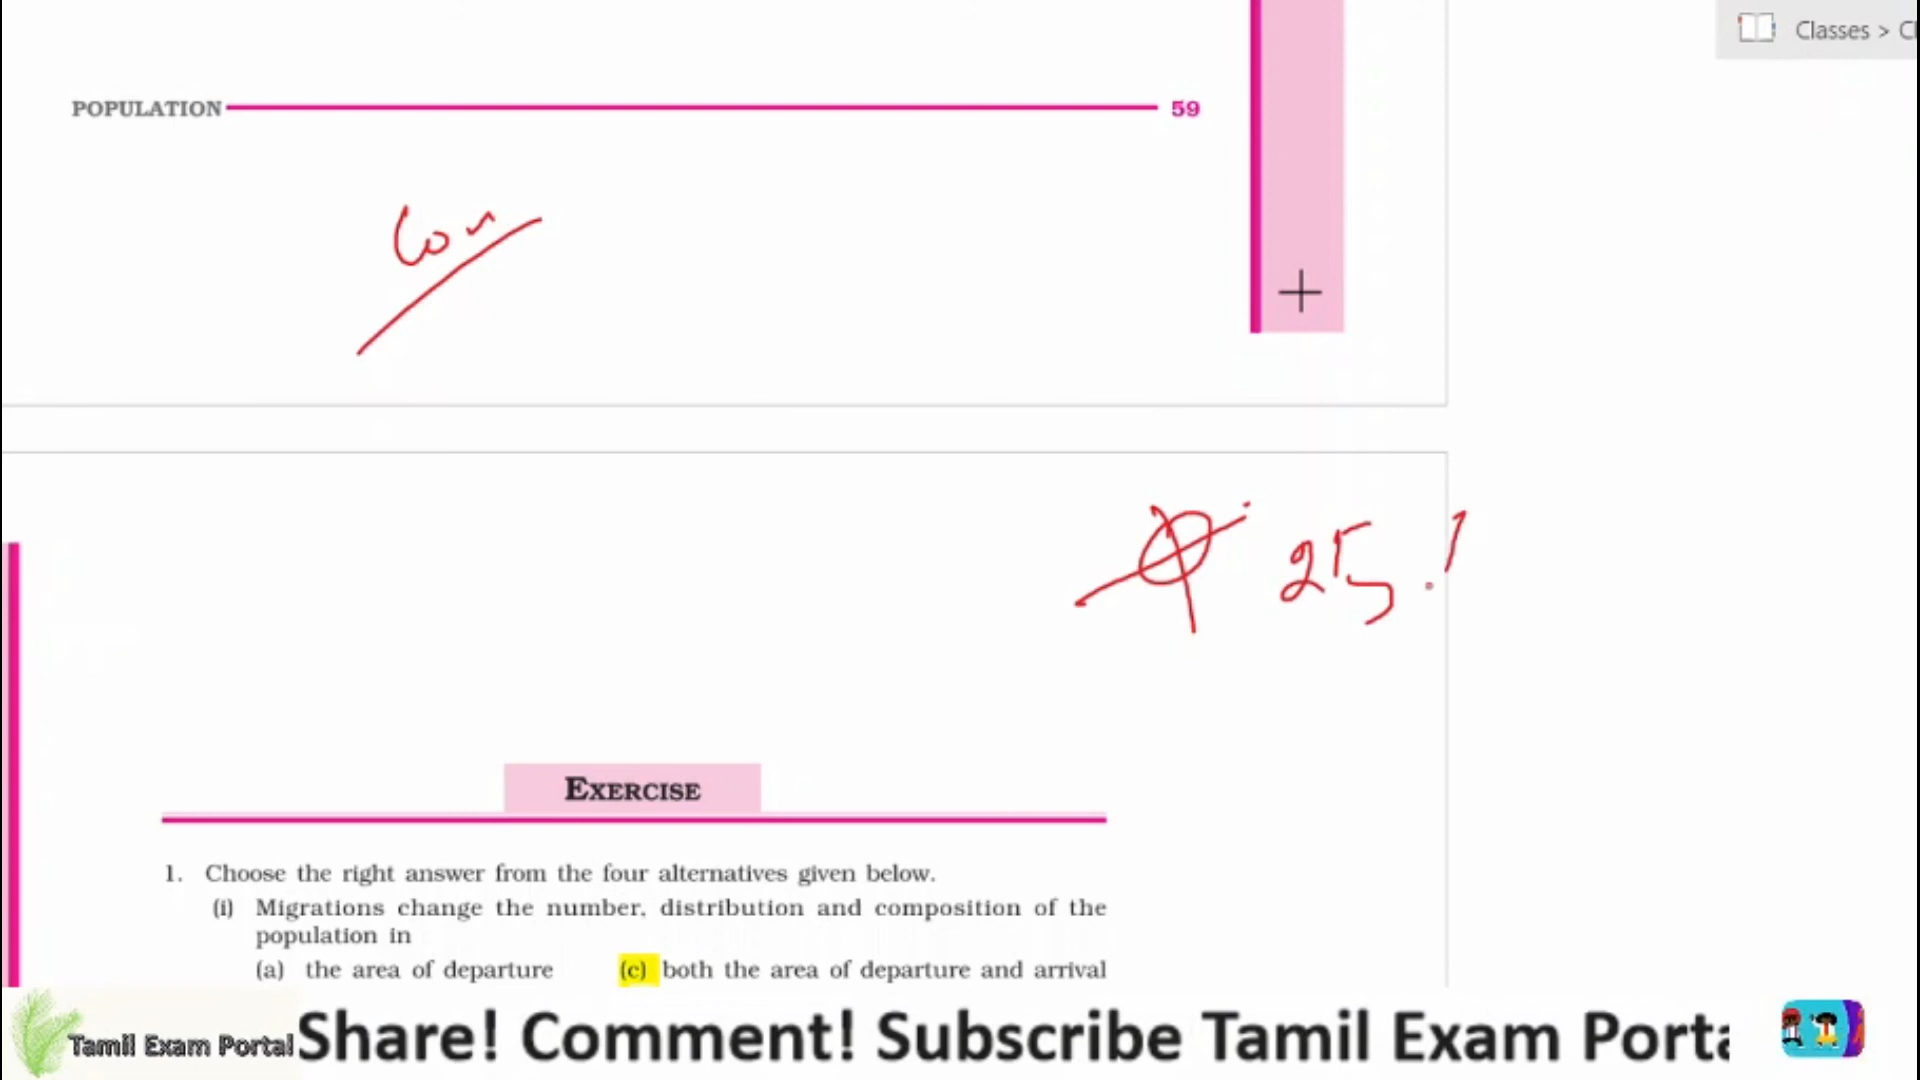 Classes >
POPULATION 59
25.
EXERCISE
1. Choose the right answer from the four alternatives given below.
(i) Migrations change the number, distribution and composition of the
population in
(a) the area of departure (c) both the area of departure and arrival
Tamil Exam Portal Share! Comment! Subscribe Tamil Exam Porta